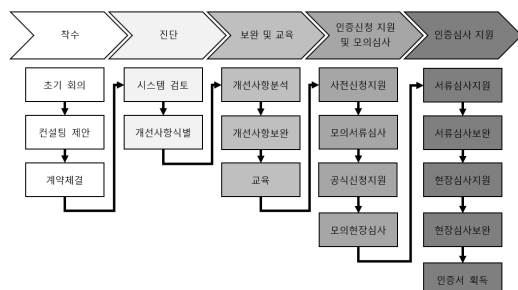 착수
진단
보완 및 교육
인증신청 지원
및 모의심사
인증심사 지원
초기 회의
컨설팅 제안
계약체결
시스템 검토
개선사항식별
개선사항분석
개선사항보완
교육
사전신청지원
모의서류심사
공식신청지원
모의현장심사
서류심사지원
서류심사보완
현장심사지원
현장심사보완
인증서 획득